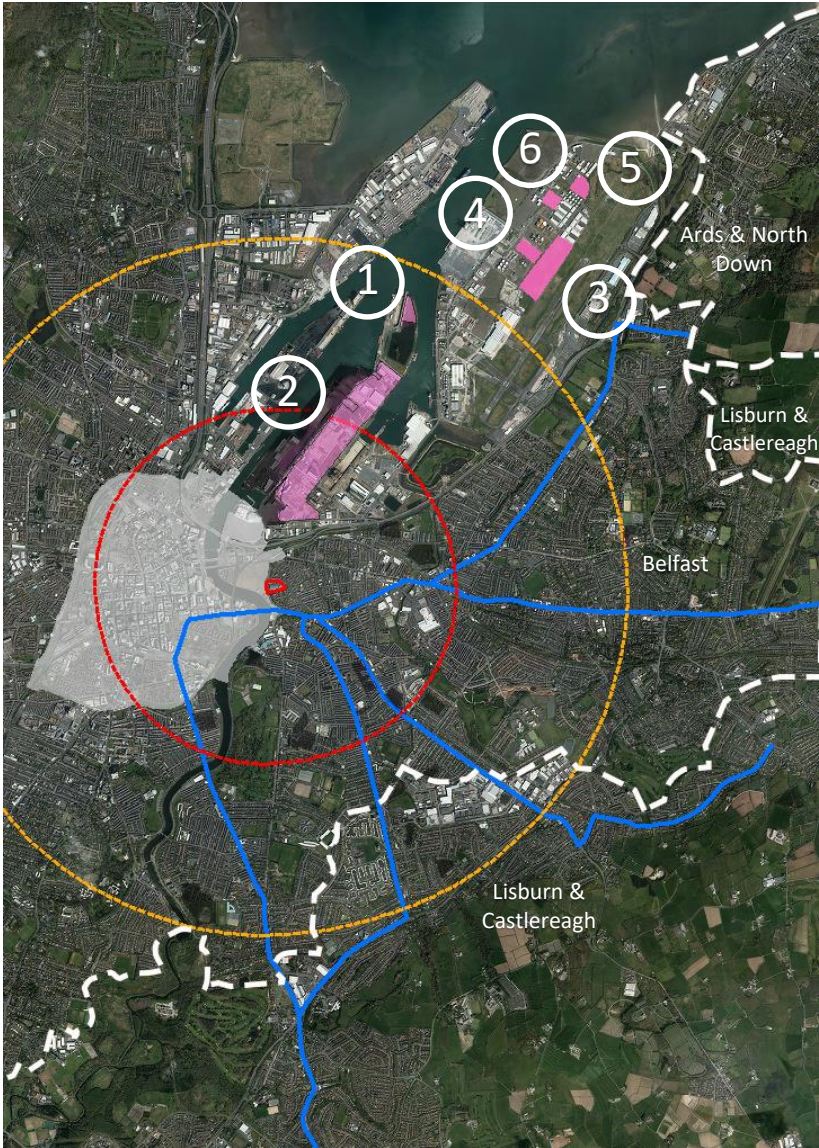 6
5
4
Ards & North
Down
1
3
2
Lisburn &
Castlereagh
Belfast
Lisburn &
Castlereagh